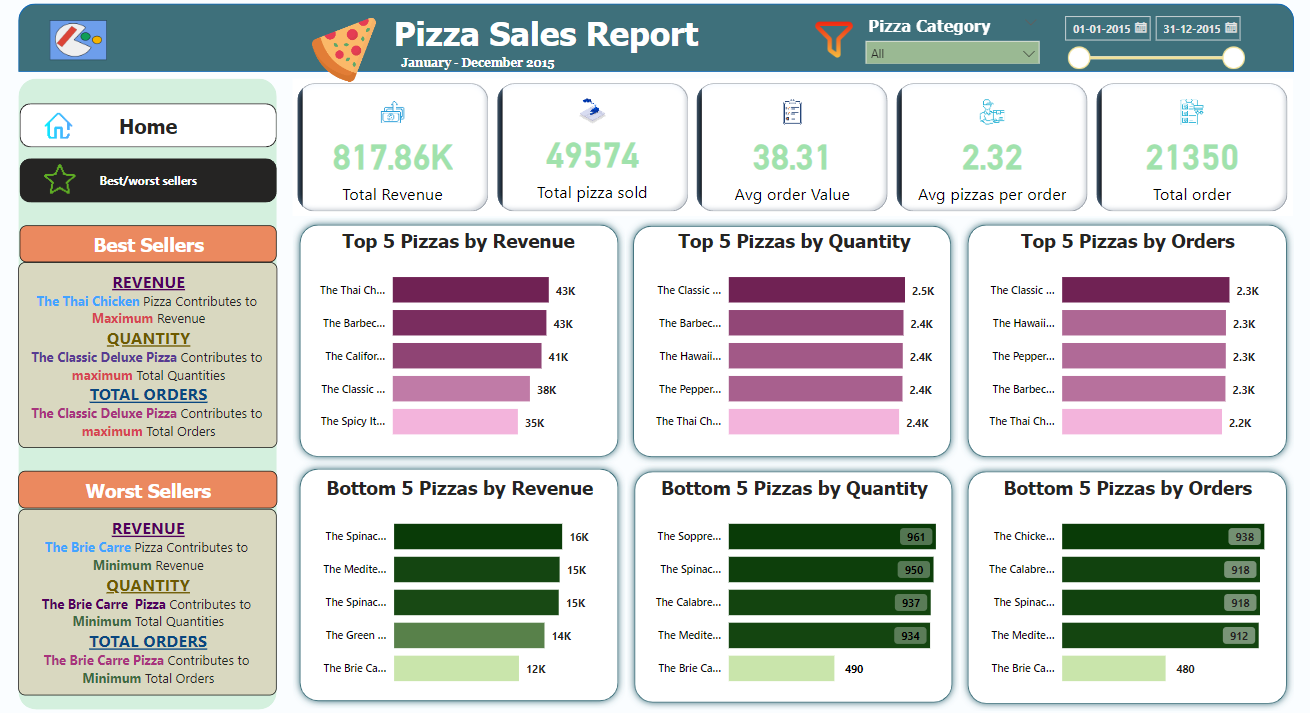 Pizza Sales Report
January - December 2015
Pizza Category
All
01-01-2015
31-12-2015
Home
Best/worst sellers
817.86K
Total Revenue
49574
Total pizza sold
38.31
Avg order Value
2.32
Avg pizzas per order
21350
Total order
Best Sellers
REVENUE
The Thai Chicken Pizza Contributes to
Maximum Revenue
QUANTITY
The Classic Deluxe Pizza Contributes to
maximum Total Quantities
TOTAL ORDERS
The Classic Deluxe Pizza Contributes to
maximum Total Orders
Worst Sellers
REVENUE
The Brie Carre Pizza Contributes to
Minimum Revenue
QUANTITY
The Brie Carre Pizza Contributes to
Minimum Total Quantities
TOTAL ORDERS
The Brie Carre Pizza Contributes to
Minimum Total Orders
Top 5 Pizzas by Revenue
The Thai Ch... 43K
The Barbec... 43K
The Califor... 41K
The Classic ... 38K
The Spicy It... 35K
Top 5 Pizzas by Quantity
The Classic ... 2.5K
The Barbec... 2.4K
The Hawaii... 2.4K
The Pepper... 2.4K
The Thai Ch... 2.4K
Top 5 Pizzas by Orders
The Classic ... 2.3K
The Hawaii... 2.3K
The Pepper... 2.3K
The Barbec... 2.3K
The Thai Ch... 2.2K
Bottom 5 Pizzas by Revenue
The Spinac... 16K
The Medite... 15K
The Spinac... 15K
The Green ... 14K
The Brie Ca... 12K
Bottom 5 Pizzas by Quantity
The Soppre... 961
The Spinac... 950
The Calabre... 937
The Medite... 934
The Brie Ca... 490
Bottom 5 Pizzas by Orders
The Chicke... 938
The Calabre... 918
The Spinac... 918
The Medite... 912
The Brie Ca... 480